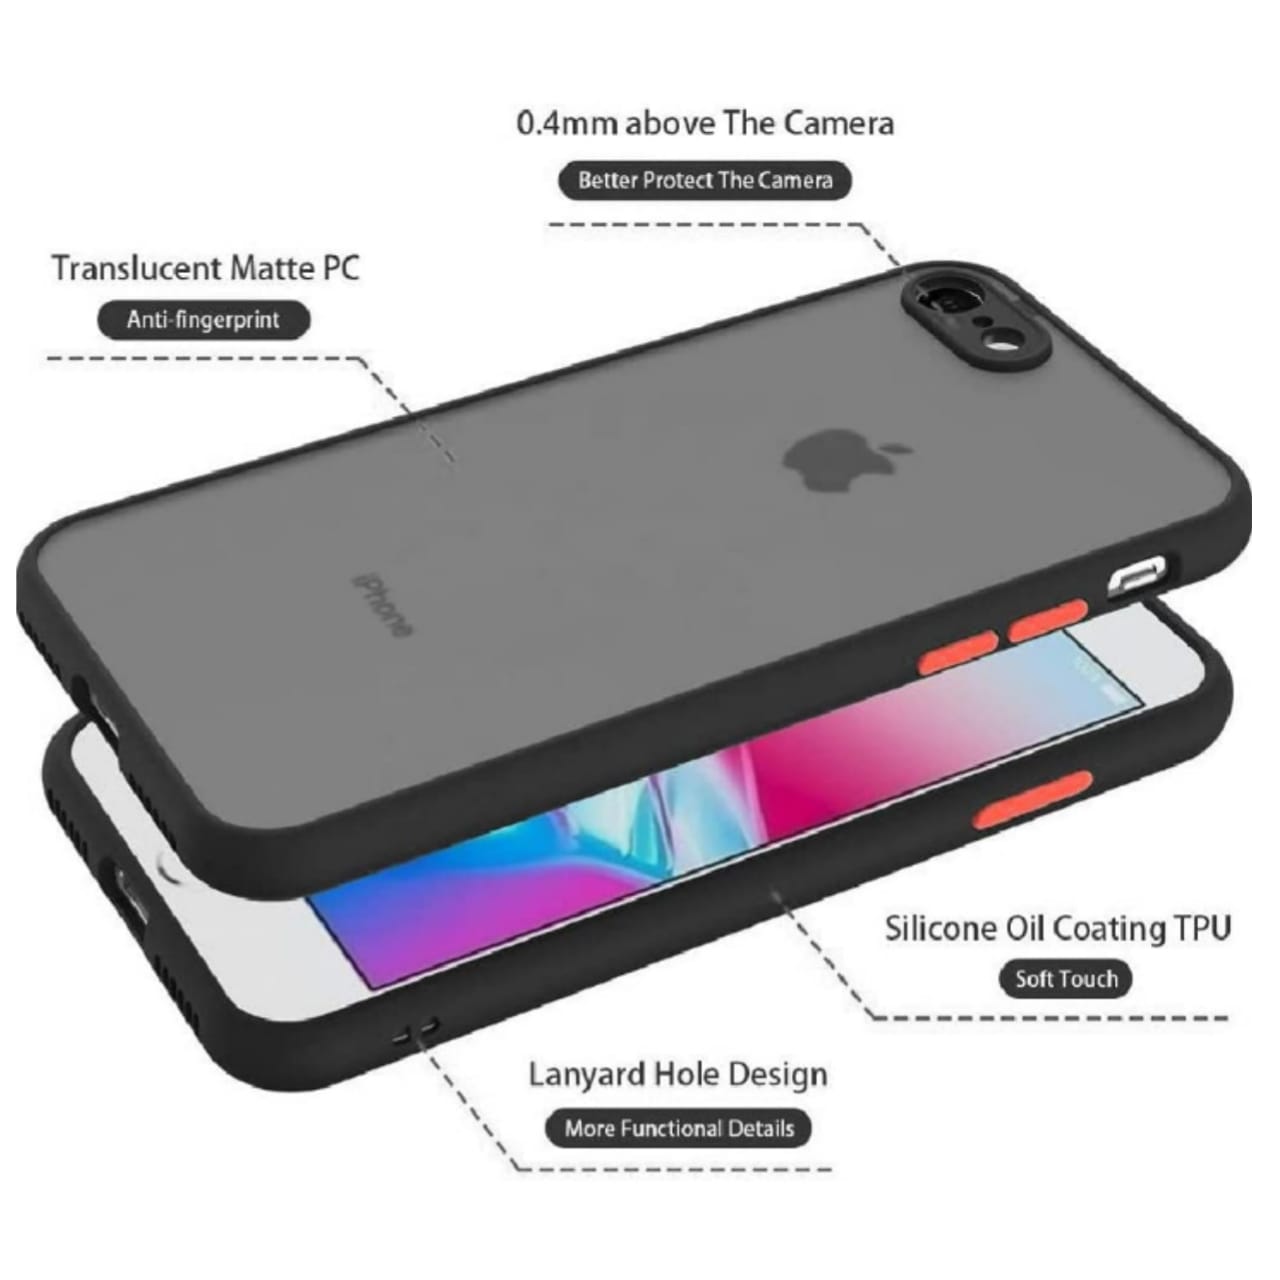 0.4mm above The Camera
Better Protect The Camera
Translucent Matte PC
Anti-fingerprint
iPhone
Silicone Oil Coating TPU
Soft Touch
Lanyard Hole Design
More Functional Details